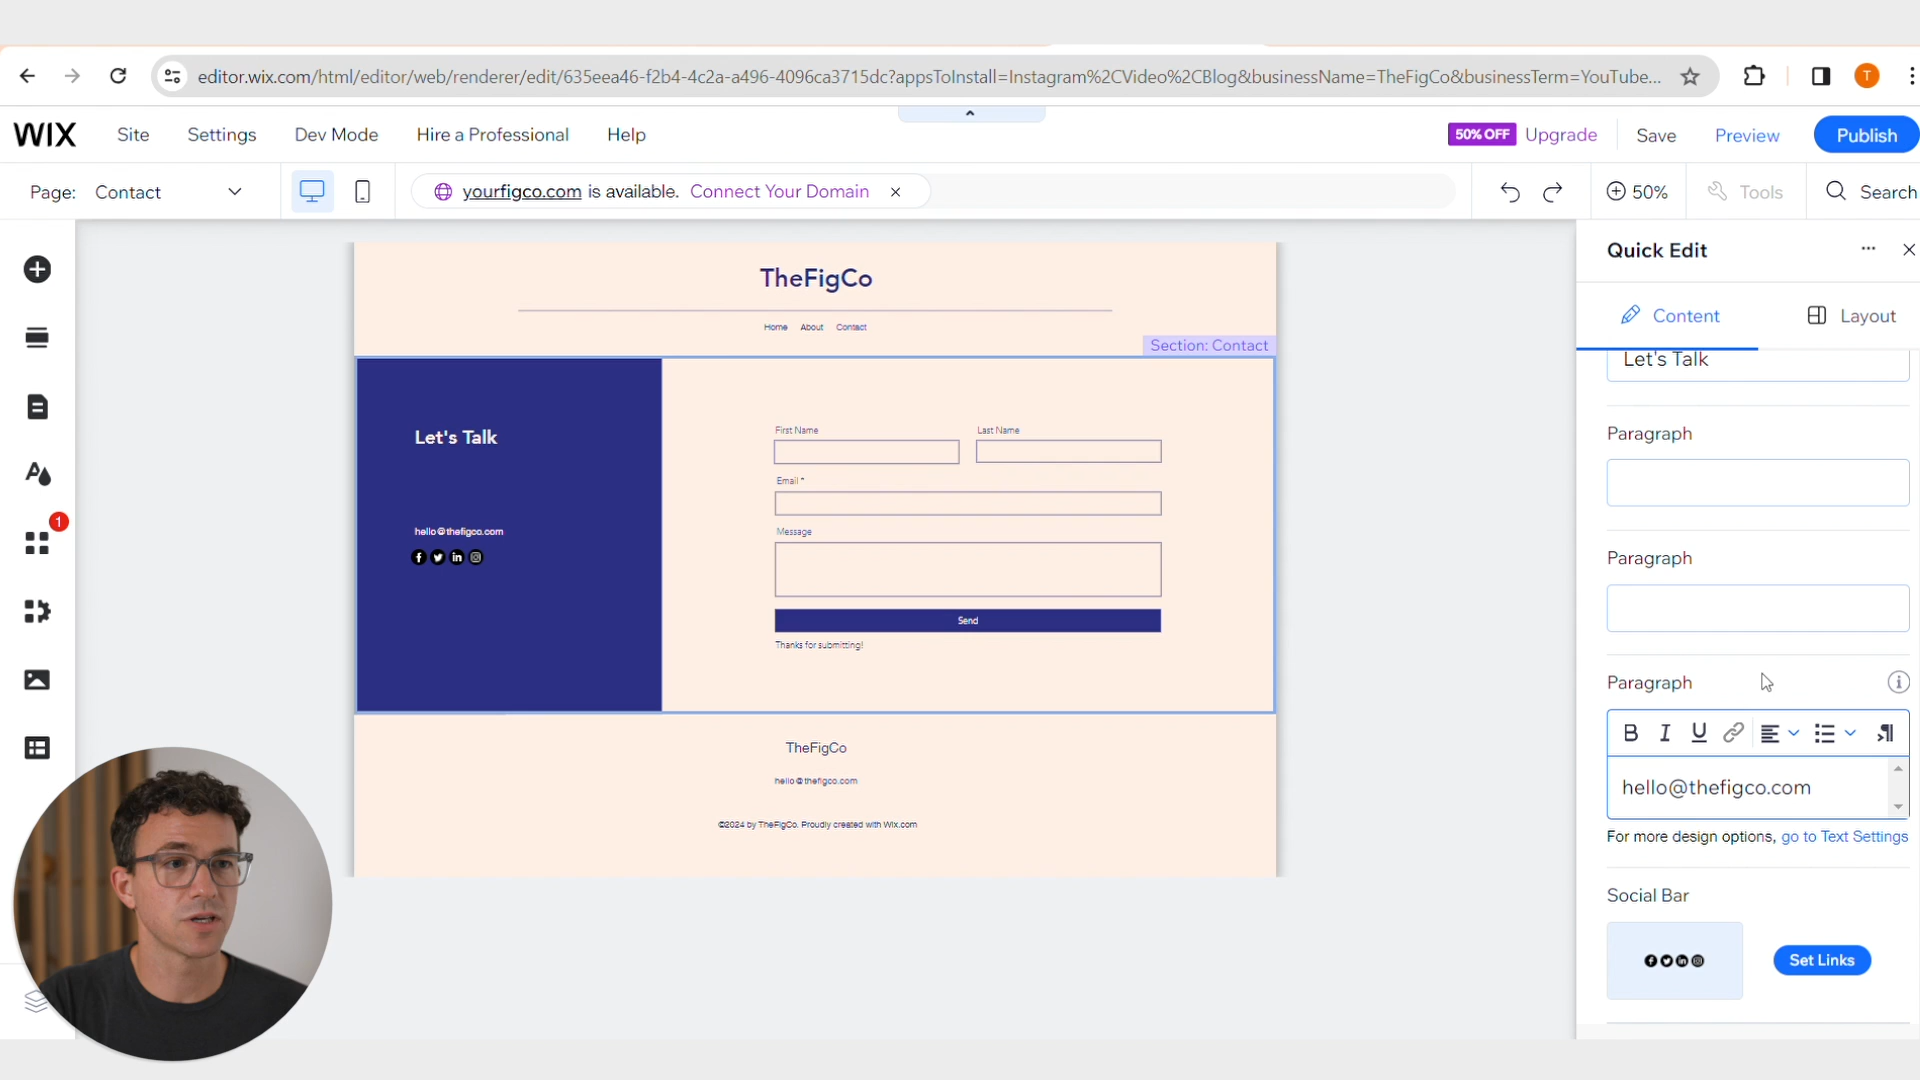 editor.wix.com/html/editor/web/renderer/edit/635eea46-f2b4-4c2a-a496-4096ca3715dc?appsToInstall=Instagram%2CVideo%2CBlog&businessName=TheFigCo&businessTerm=YouTube...
T
WIX
Site
Settings
Dev Mode
Hire a Professional
Help
50% OFF
Upgrade
Save
Preview
Publish
Page: Contact
yourfigco.com is available. Connect Your Domain
50%
Tools
Search
1
TheFigCo
Home About Contact
Section: Contact
Let's Talk
hello@thefigco.com
First Name
Last Name
Email *
Message
Send
Thanks for submitting!
TheFigCo
hello@thefigco.com
©2024 by TheFigCo. Proudly created with Wix.com
Quick Edit
Content
Layout
Let's Talk
Paragraph
Paragraph
Paragraph
B I U
hello@thefigco.com
For more design options, go to Text Settings
Social Bar
Set Links